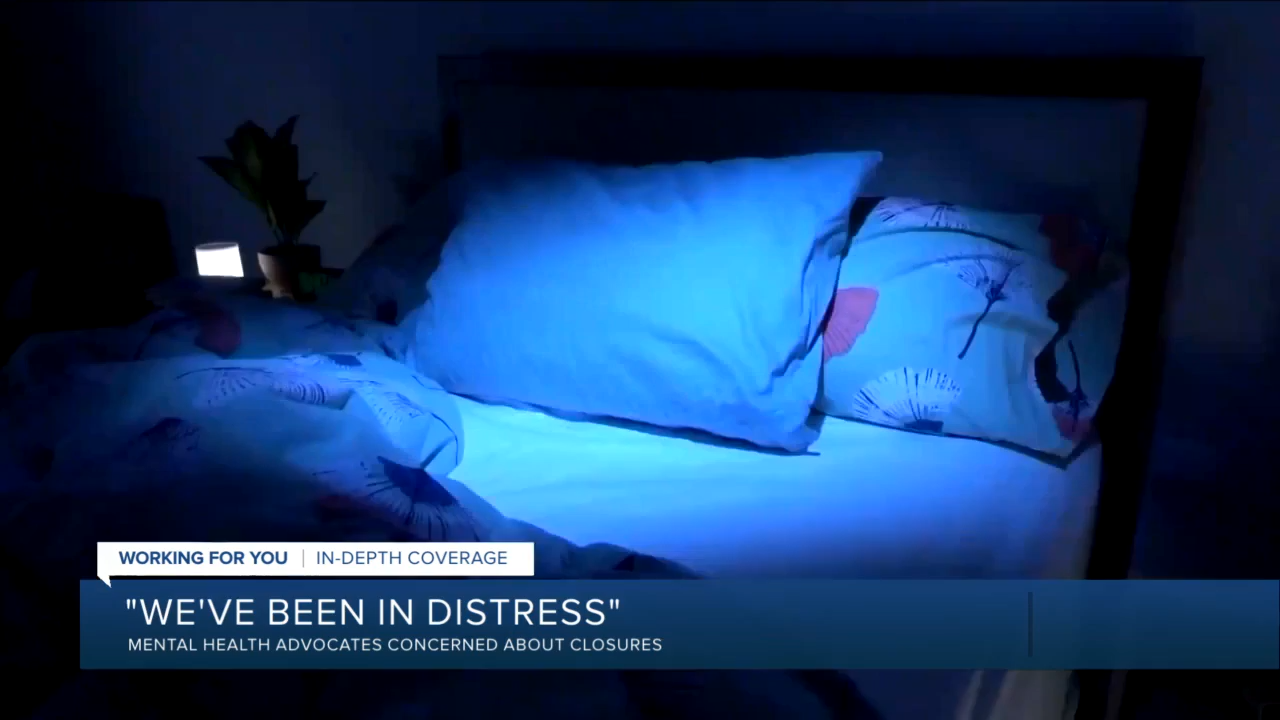 WORKING FOR YOU | IN-DEPTH COVERAGE
"WE'VE BEEN IN DISTRESS"
MENTAL HEALTH ADVOCATES CONCERNED ABOUT CLOSURES